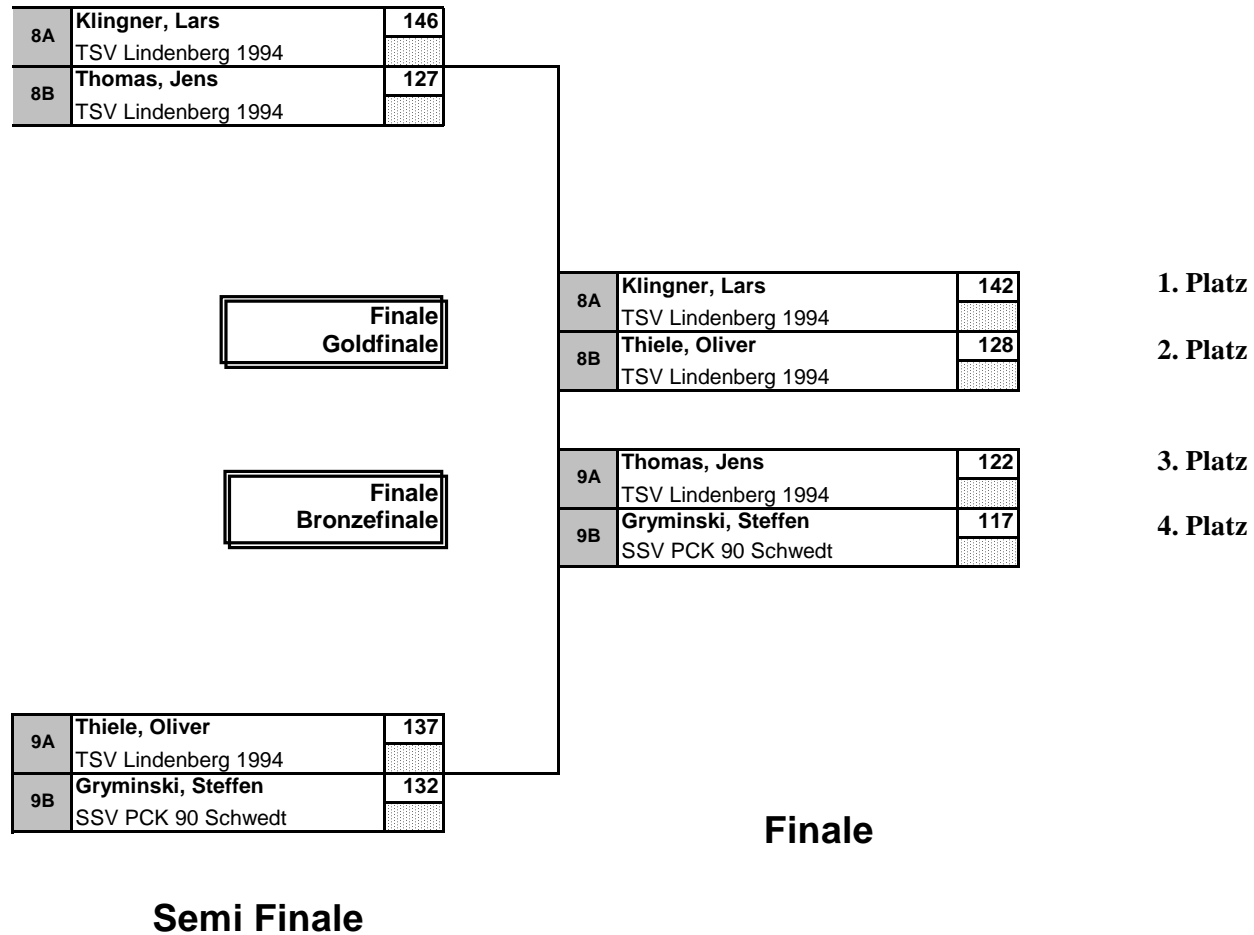 8A Klingner, Lars 146
TSV Lindenberg 1994
8B Thomas, Jens 127
TSV Lindenberg 1994
8A Klingner, Lars 142 1. Platz
TSV Lindenberg 1994
Finale
Goldfinale
8B Thiele, Oliver 128 2. Platz
TSV Lindenberg 1994
9A Thomas, Jens 122 3. Platz
TSV Lindenberg 1994
Finale
Bronzefinale
9B Gryminski, Steffen 117 4. Platz
SSV PCK 90 Schwedt
9A Thiele, Oliver 137
TSV Lindenberg 1994
9B Gryminski, Steffen 132
SSV PCK 90 Schwedt
Finale
Semi Finale